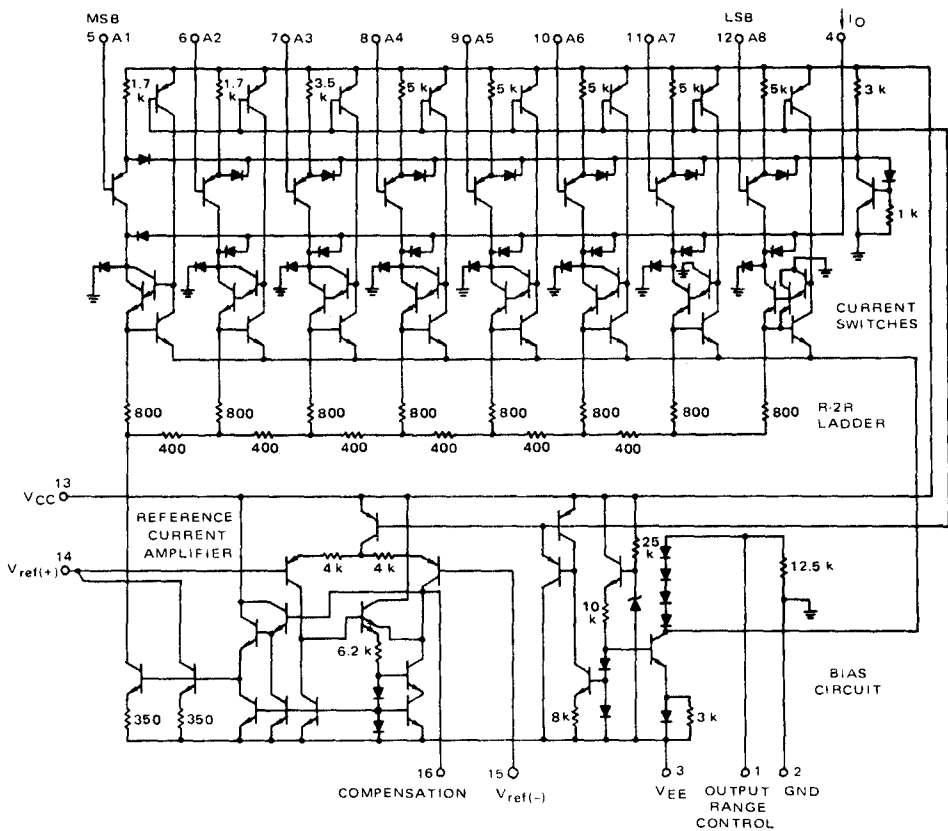 MSB
LSB
5 A1
6 A2
7 A3
8 A4
9 A5
10 A6
11 A7
12 A8
4
IO
1.7 k
1.7 k
3.5 k
5 k
5 k
5 k
5 k
5 k
3 k
1 k
CURRENT
SWITCHES
800
800
800
800
800
800
800
800
R-2R
LADDER
400
400
400
400
400
400
400
13
VCC
REFERENCE
CURRENT
AMPLIFIER
14
Vref(+)
4 k
4 k
25 k
12.5 k
10 k
6.2 k
BIAS
CIRCUIT
350
350
8k
3 k
16
15
3
1
2
COMPENSATION
Vref(-)
VEE
OUTPUT
RANGE
CONTROL
GND